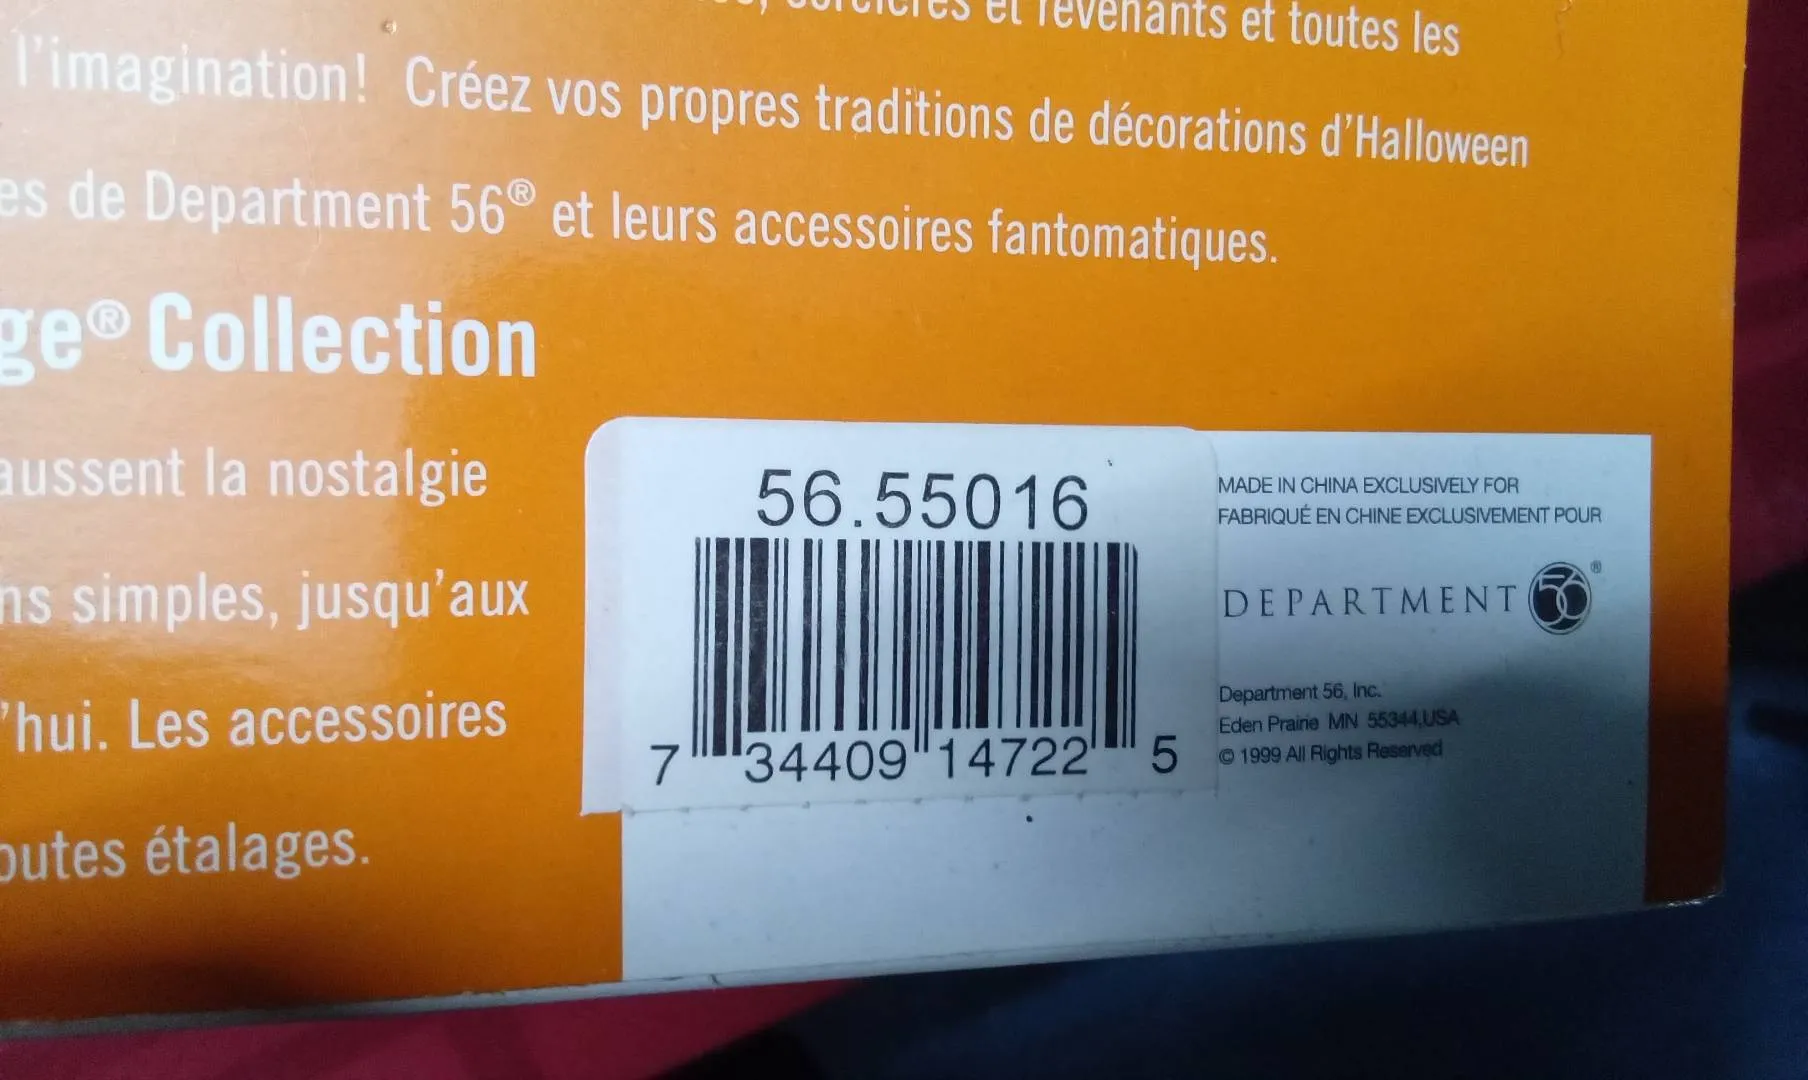 et revenants et toutes les
l'imagination! Créez vos propres traditions de décorations d'Halloween
es de Department 56® et leurs accessoires fantomatiques.
ge® Collection
aussent la nostalgie
ns simples, jusqu'aux
'hui. Les accessoires
outes étalages.
56.55016
7 34409 14722 5
MADE IN CHINA EXCLUSIVELY FOR
FABRIQUÉ EN CHINE EXCLUSIVEMENT POUR
DEPARTMENT 56®
Department 56, Inc.
Eden Prairie MN 55344,USA
© 1999 All Rights Reserved